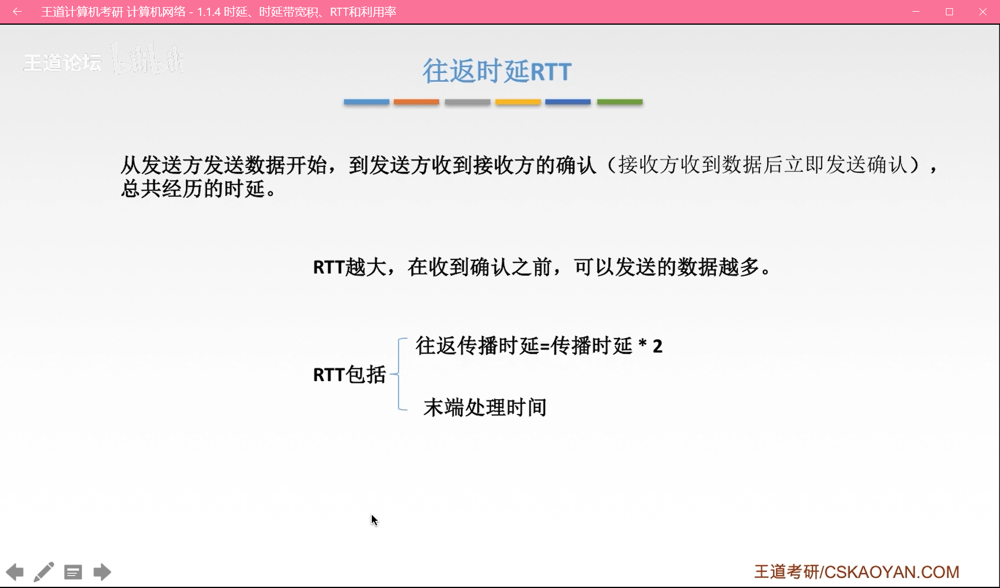 王道计算机考研 计算机网络 - 1.1.4 时延、时延带宽积、RTT和利用率
王道论坛 bilibili
往返时延RTT
从发送方发送数据开始，到发送方收到接收方的确认（接收方收到数据后立即发送确认），
总共经历的时延。
RTT越大，在收到确认之前，可以发送的数据越多。
往返传播时延=传播时延 * 2
RTT包括
末端处理时间
王道考研/CSKAOYAN.COM